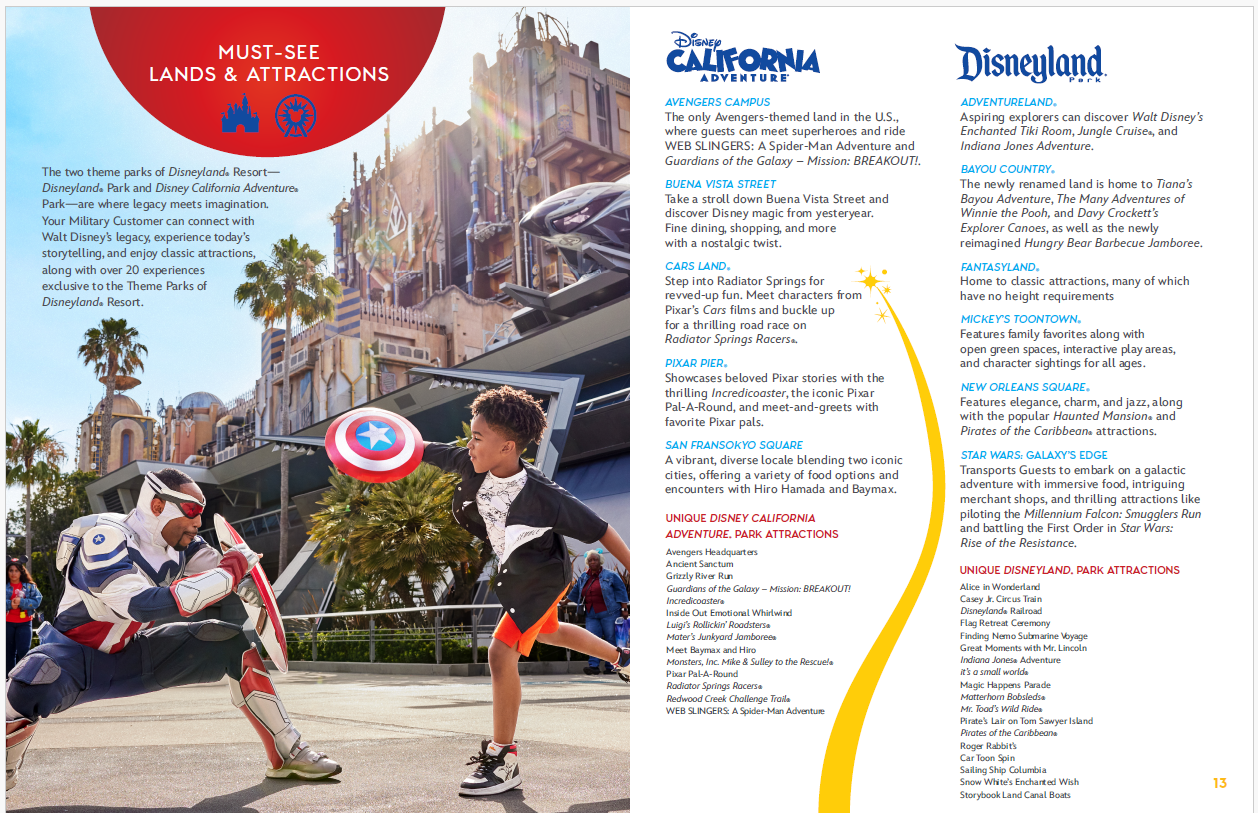 MUST-SEE
LANDS & ATTRACTIONS
The two theme parks of Disneyland® Resort—
Disneyland® Park and Disney California Adventure®
Park—are where legacy meets imagination.
Your Military Customer can connect with
Walt Disney's legacy, experience today's
storytelling, and enjoy classic attractions,
along with over 20 experiences
exclusive to the Theme Parks of
Disneyland® Resort.
Disney
CALIFORNIA
ADVENTURE®
AVENGERS CAMPUS
The only Avengers-themed land in the U.S.,
where guests can meet superheroes and ride
WEB SLINGERS: A Spider-Man Adventure and
Guardians of the Galaxy – Mission: BREAKOUT!.
BUENA VISTA STREET
Take a stroll down Buena Vista Street and
discover Disney magic from yesteryear.
Fine dining, shopping, and more
with a nostalgic twist.
CARS LAND®
Step into Radiator Springs for
revved-up fun. Meet characters from
Pixar's Cars films and buckle up
for a thrilling road race on
Radiator Springs Racers®.
PIXAR PIER®
Showcases beloved Pixar stories with the
thrilling Incredicoaster, the iconic Pixar
Pal-A-Round, and meet-and-greets with
favorite Pixar pals.
SAN FRANSOKYO SQUARE
A vibrant, diverse locale blending two iconic
cities, offering a variety of food options and
encounters with Hiro Hamada and Baymax.
UNIQUE DISNEY CALIFORNIA
ADVENTURE® PARK ATTRACTIONS
Avengers Headquarters
Ancient Sanctum
Grizzly River Run
Guardians of the Galaxy – Mission: BREAKOUT!
Incredicoaster®
Inside Out Emotional Whirlwind
Luigi's Rollickin' Roadsters®
Mater's Junkyard Jamboree®
Meet Baymax and Hiro
Monsters, Inc. Mike & Sulley to the Rescue!®
Pixar Pal-A-Round
Radiator Springs Racers®
Redwood Creek Challenge Trail®
WEB SLINGERS: A Spider-Man Adventure
Disneyland®
Park
ADVENTURELAND®
Aspiring explorers can discover Walt Disney's
Enchanted Tiki Room, Jungle Cruise®, and
Indiana Jones Adventure.
BAYOU COUNTRY®
The newly renamed land is home to Tiana's
Bayou Adventure, The Many Adventures of
Winnie the Pooh, and Davy Crockett's
Explorer Canoes, as well as the newly
reimagined Hungry Bear Barbecue Jamboree.
FANTASYLAND®
Home to classic attractions, many of which
have no height requirements
MICKEY'S TOONTOWN®
Features family favorites along with
open green spaces, interactive play areas,
and character sightings for all ages.
NEW ORLEANS SQUARE®
Features elegance, charm, and jazz, along
with the popular Haunted Mansion® and
Pirates of the Caribbean® attractions.
STAR WARS: GALAXY'S EDGE
Transports Guests to embark on a galactic
adventure with immersive food, intriguing
merchant shops, and thrilling attractions like
piloting the Millennium Falcon: Smugglers Run
and battling the First Order in Star Wars:
Rise of the Resistance.
UNIQUE DISNEYLAND® PARK ATTRACTIONS
Alice in Wonderland
Casey Jr. Circus Train
Disneyland® Railroad
Flag Retreat Ceremony
Finding Nemo Submarine Voyage
Great Moments with Mr. Lincoln
Indiana Jones® Adventure
it's a small world®
Magic Happens Parade
Matterhorn Bobsleds®
Mr. Toad's Wild Ride®
Pirate's Lair on Tom Sawyer Island
Pirates of the Caribbean®
Roger Rabbit's
Car Toon Spin
Sailing Ship Columbia
Snow White's Enchanted Wish
Storybook Land Canal Boats
13